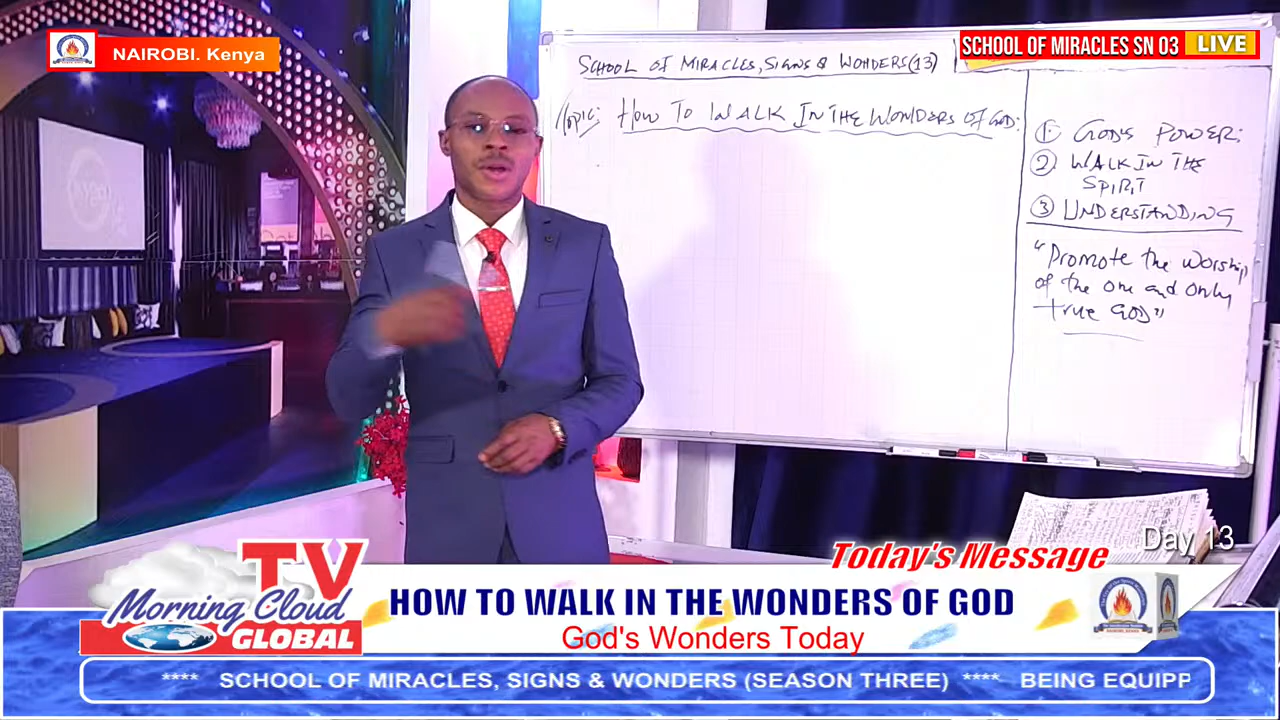 NAIROBI. Kenya
SCHOOL OF MIRACLES SN 03 LIVE
SCHOOL OF MIRACLES, SIGNS & WONDERS (13)
Topic: HOW TO WALK IN THE WONDERS OF GOD:
① GOD'S POWER:
② WALK IN THE
SPIRIT
③ UNDERSTANDING
"Promote the worship
of the one and only
true GOD"
Day 13
Today's Message
TV
Morning Cloud
GLOBAL
HOW TO WALK IN THE WONDERS OF GOD
God's Wonders Today
**** SCHOOL OF MIRACLES, SIGNS & WONDERS (SEASON THREE) **** BEING EQUIPP